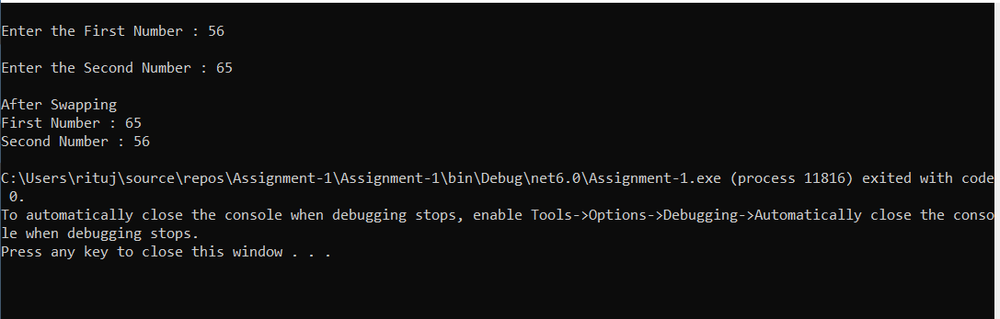 Enter the First Number : 56
Enter the Second Number : 65
After Swapping
First Number : 65
Second Number : 56
C:\Users\rituj\source\repos\Assignment-1\Assignment-1\bin\Debug\net6.0\Assignment-1.exe (process 11816) exited with code
 0.
To automatically close the console when debugging stops, enable Tools->Options->Debugging->Automatically close the conso
le when debugging stops.
Press any key to close this window . . .